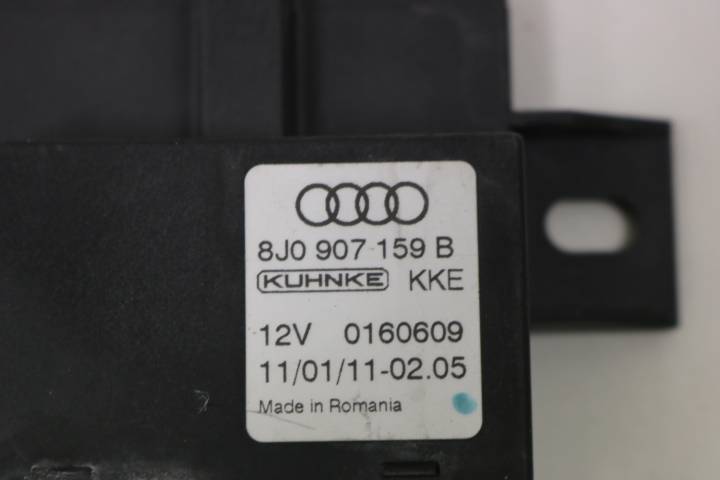 8J0 907 159 B
KUHNKE KKE
12V 0160609
11/01/11-02.05
Made in Romania